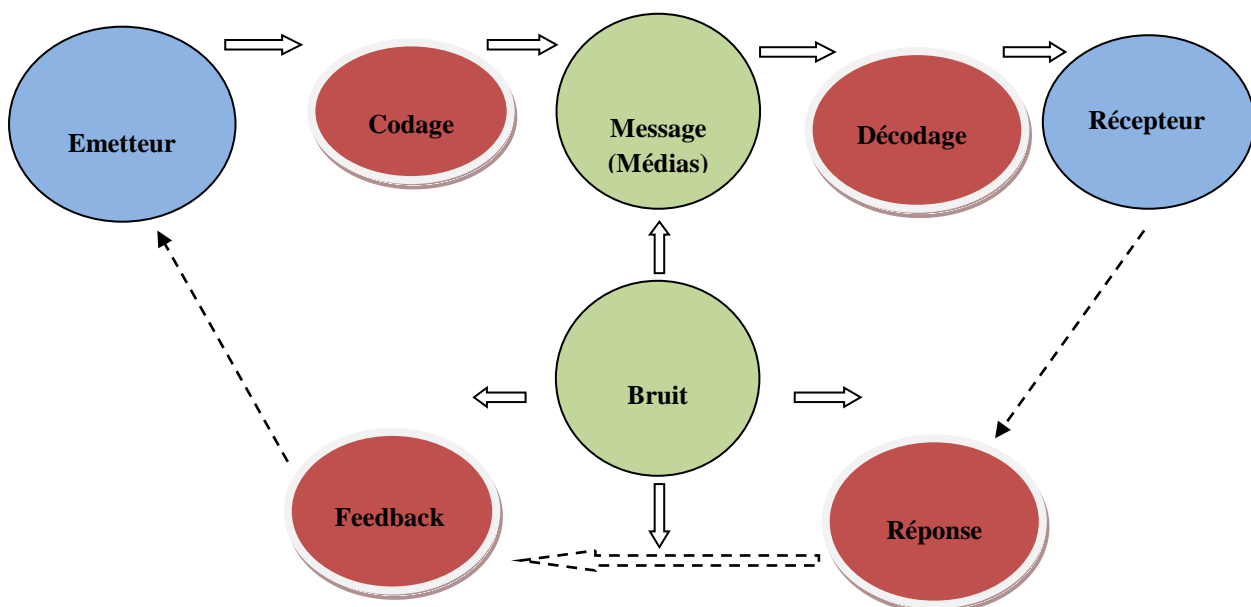 Emetteur
Codage
Message
(Médias)
Décodage
Récepteur
Bruit
Feedback
Réponse